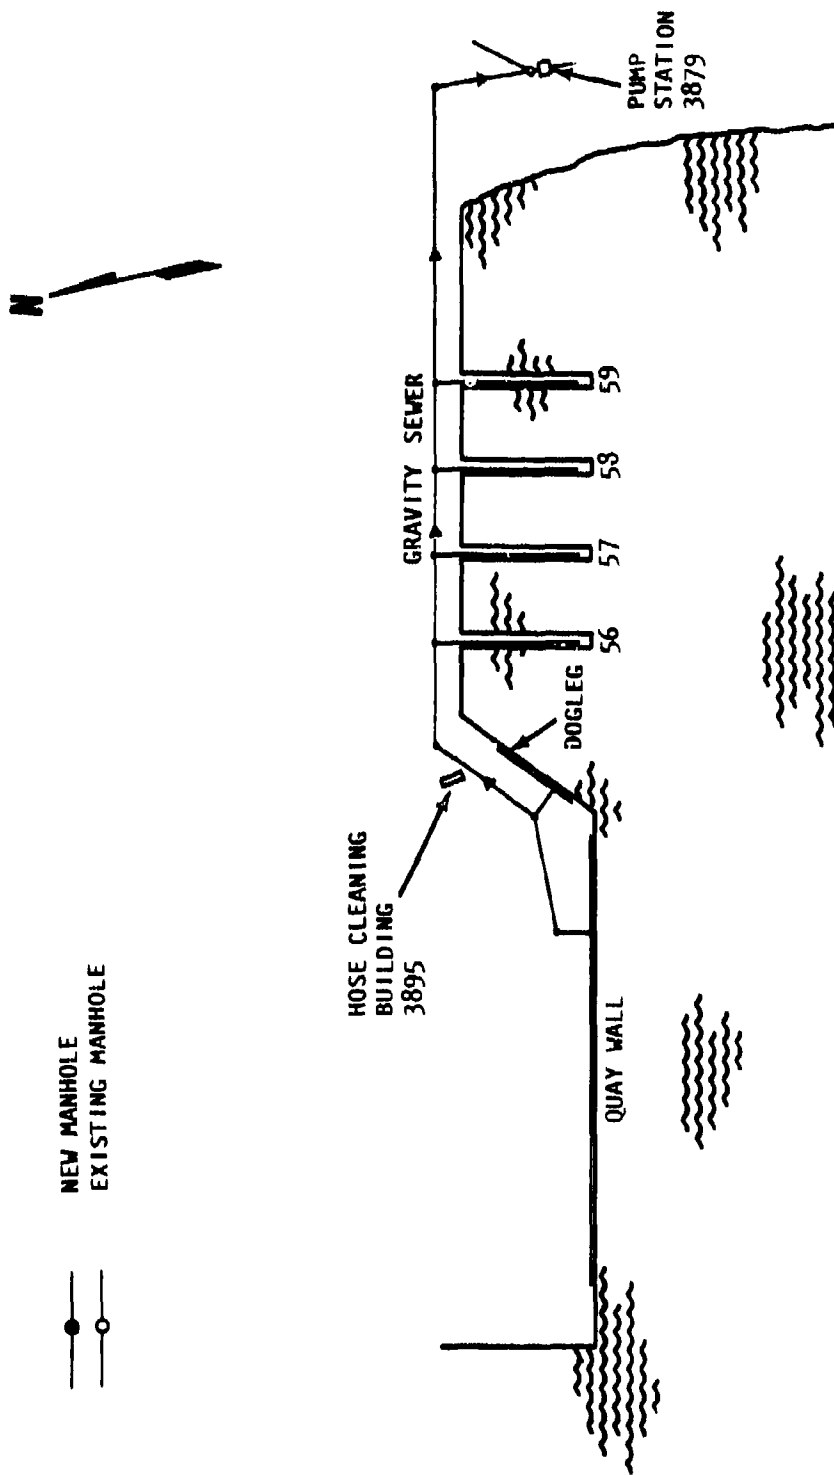 NEW MANHOLE
EXISTING MANHOLE
N
HOSE CLEANING
BUILDING
3895
GRAVITY SEWER
PUMP
STATION
3879
DOGLEG
56
57
58
59
QUAY WALL